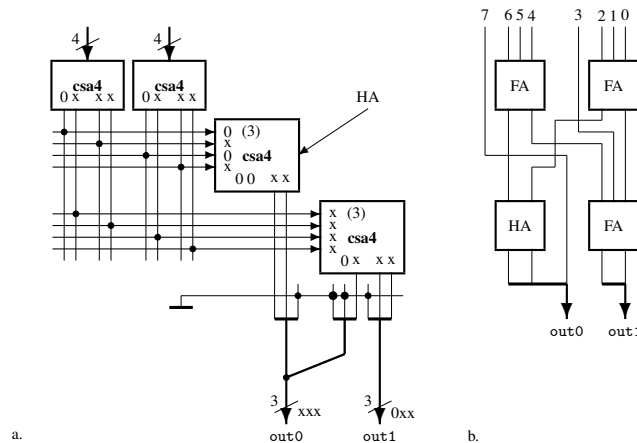 4 4
csa4 csa4
0 x x x 0 x x x
HA
0 (3)
x
0 csa4
x
0 0 x x
x (3)
x
x csa4
x
0 x x x
3 xxx 3 0xx
out0 out1
a.
7 6 5 4 3 2 1 0
FA FA
HA FA
out0 out1
b.